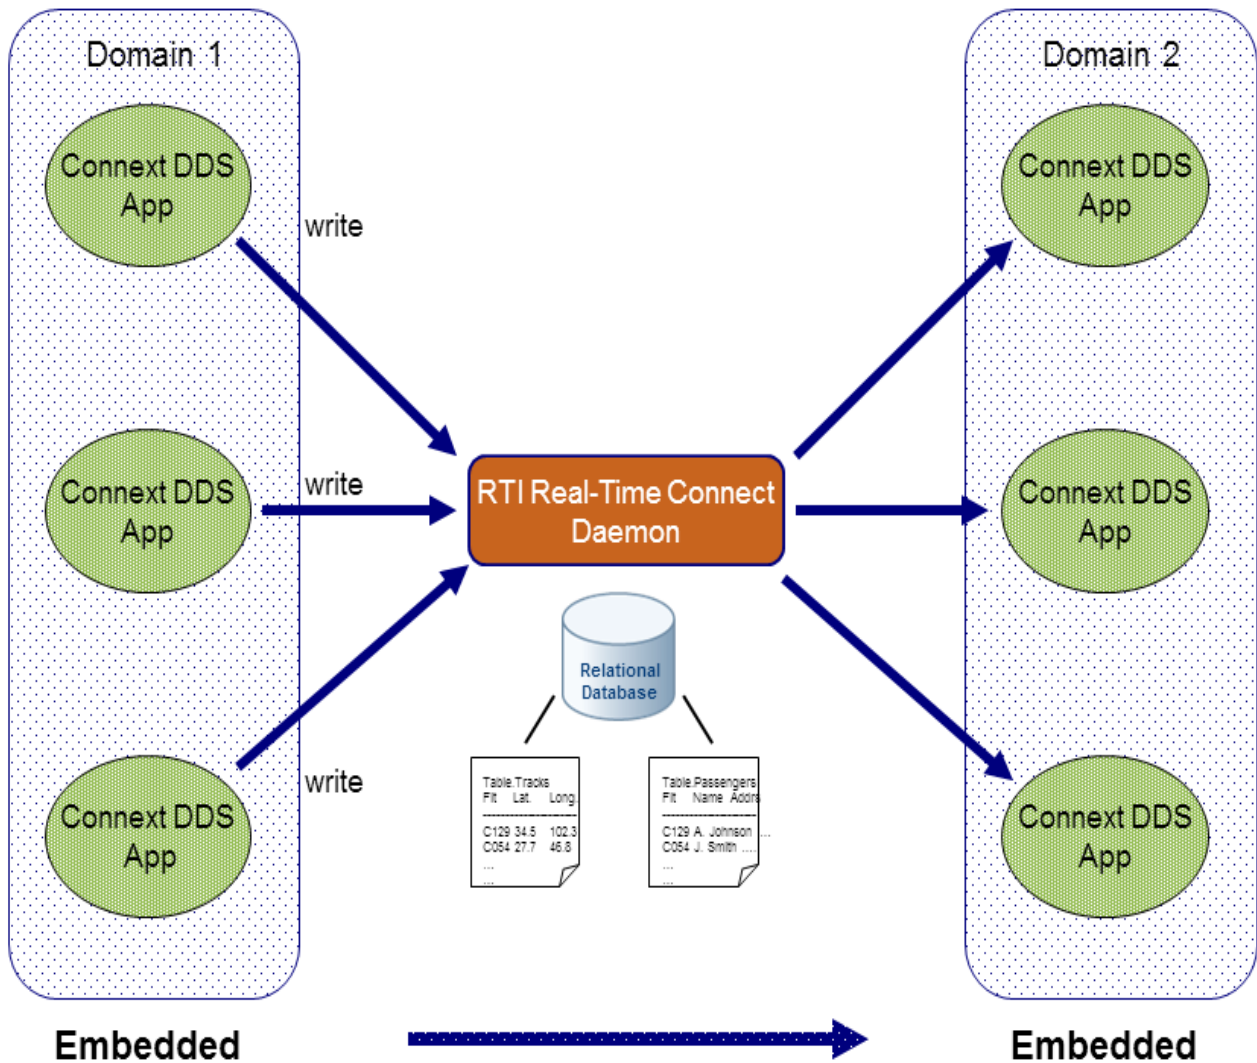 Domain 1
Connext DDS
App
write
Connext DDS
App
write
Connext DDS
App
write
Embedded
RTI Real-Time Connect
Daemon
Relational
Database
Table.Tracks
Flt Lat. Long.
--------------------------------
C129 34.5 102.3
C054 27.7 46.8
...
...
Table.Passengers
Flt Name Addrs
--------------------------------
C129 A. Johnson ...
C054 J. Smith ....
...
...
Domain 2
Connext DDS
App
Connext DDS
App
Connext DDS
App
Embedded